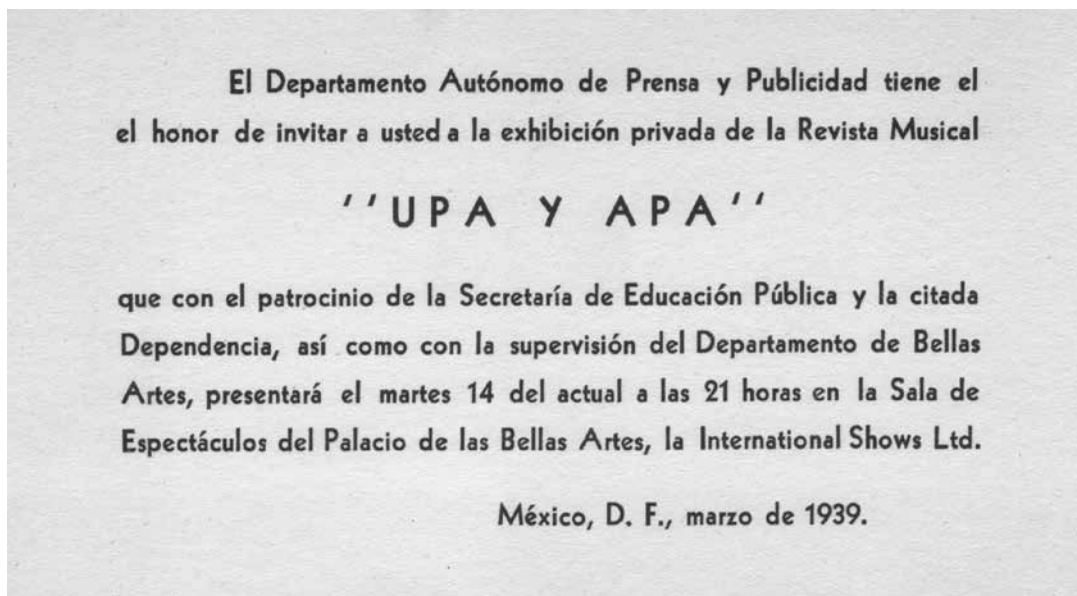 El Departamento Autónomo de Prensa y Publicidad tiene el
el honor de invitar a usted a la exhibición privada de la Revista Musical
''UPA Y APA''
que con el patrocinio de la Secretaría de Educación Pública y la citada
Dependencia, así como con la supervisión del Departamento de Bellas
Artes, presentará el martes 14 del actual a las 21 horas en la Sala de
Espectáculos del Palacio de las Bellas Artes, la International Shows Ltd.
México, D. F., marzo de 1939.